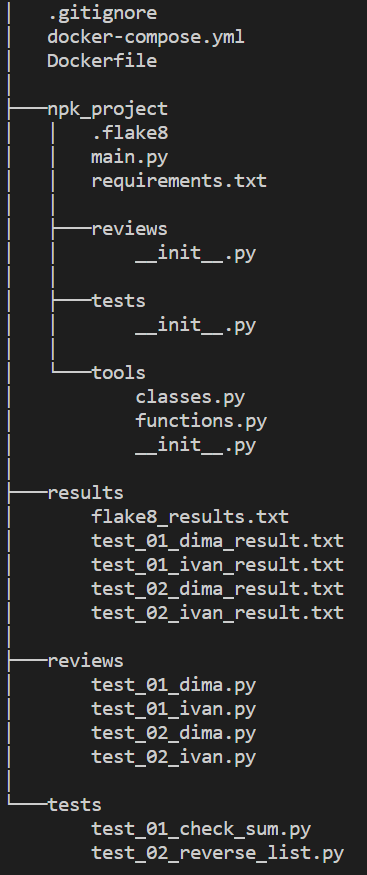 .gitignore
docker-compose.yml
Dockerfile
npk_project
.flake8
main.py
requirements.txt
reviews
__init__.py
tests
__init__.py
tools
classes.py
functions.py
__init__.py
results
flake8_results.txt
test_01_dima_result.txt
test_01_ivan_result.txt
test_02_dima_result.txt
test_02_ivan_result.txt
reviews
test_01_dima.py
test_01_ivan.py
test_02_dima.py
test_02_ivan.py
tests
test_01_check_sum.py
test_02_reverse_list.py